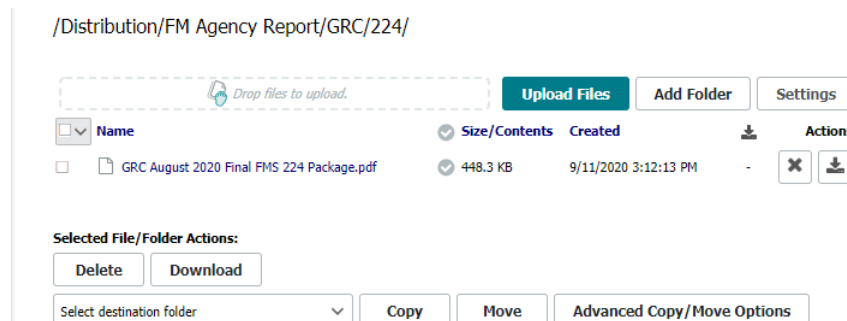 /Distribution/FM Agency Report/GRC/224/
Drop files to upload. Upload Files Add Folder Settings
Name Size/Contents Created Action
GRC August 2020 Final FMS 224 Package.pdf 448.3 KB 9/11/2020 3:12:13 PM -
Selected File/Folder Actions:
Delete Download
Select destination folder Copy Move Advanced Copy/Move Options